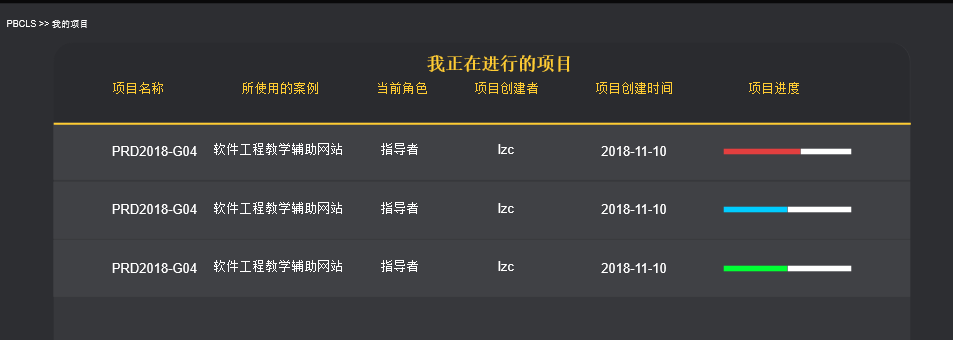 PBCLS >> 我的项目
我正在进行的项目
项目名称 所使用的案例 当前角色 项目创建者 项目创建时间 项目进度
PRD2018-G04 软件工程教学辅助网站 指导者 lzc 2018-11-10
PRD2018-G04 软件工程教学辅助网站 指导者 lzc 2018-11-10
PRD2018-G04 软件工程教学辅助网站 指导者 lzc 2018-11-10